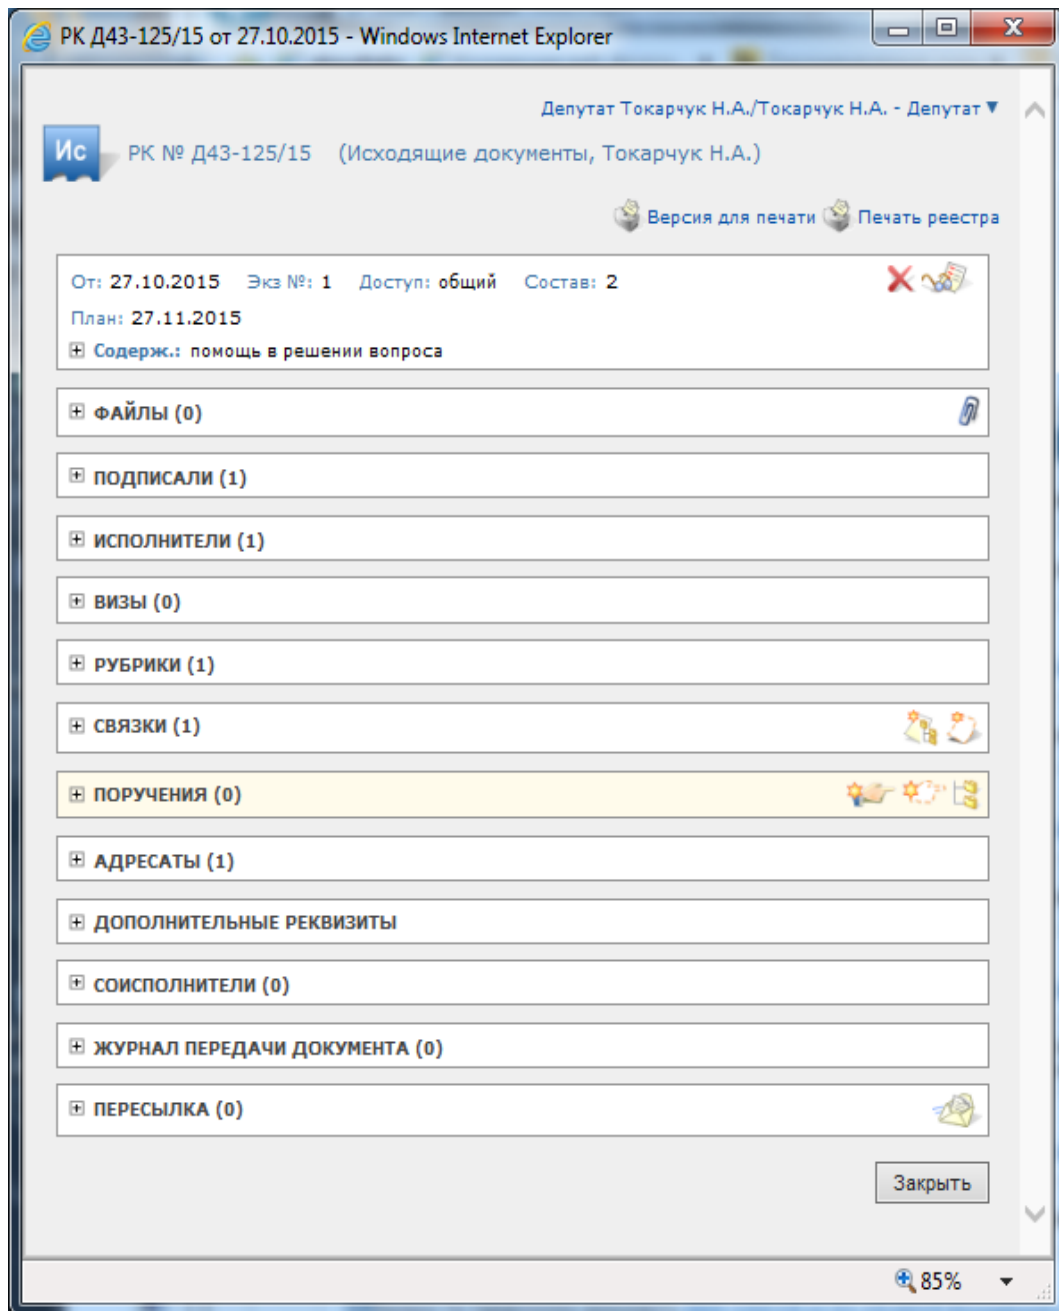 РК Д43-125/15 от 27.10.2015 - Windows Internet Explorer
Депутат Токарчук Н.А./Токарчук Н.А. - Депутат ▼
Ис РК № Д43-125/15 (Исходящие документы, Токарчук Н.А.)
Версия для печати Печать реестра
От: 27.10.2015 Экз №: 1 Доступ: общий Состав: 2
План: 27.11.2015
Содерж.: помощь в решении вопроса
ФАЙЛЫ (0)
ПОДПИСАЛИ (1)
ИСПОЛНИТЕЛИ (1)
ВИЗЫ (0)
РУБРИКИ (1)
СВЯЗКИ (1)
ПОРУЧЕНИЯ (0)
АДРЕСАТЫ (1)
ДОПОЛНИТЕЛЬНЫЕ РЕКВИЗИТЫ
СОИСПОЛНИТЕЛИ (0)
ЖУРНАЛ ПЕРЕДАЧИ ДОКУМЕНТА (0)
ПЕРЕСЫЛКА (0)
Закрыть
85%